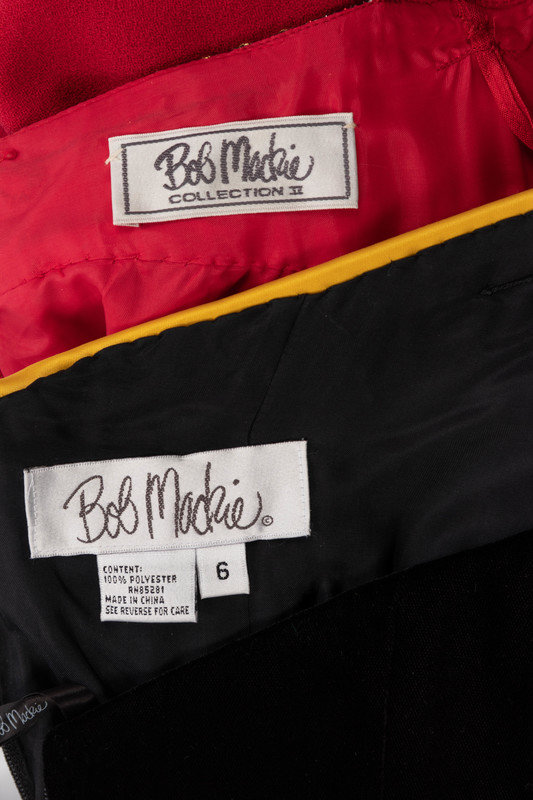 Bob Mackie
COLLECTION II
Bob Mackie ©
CONTENT:
100% POLYESTER
RN85281
MADE IN CHINA
SEE REVERSE FOR CARE
6
Bob Mackie